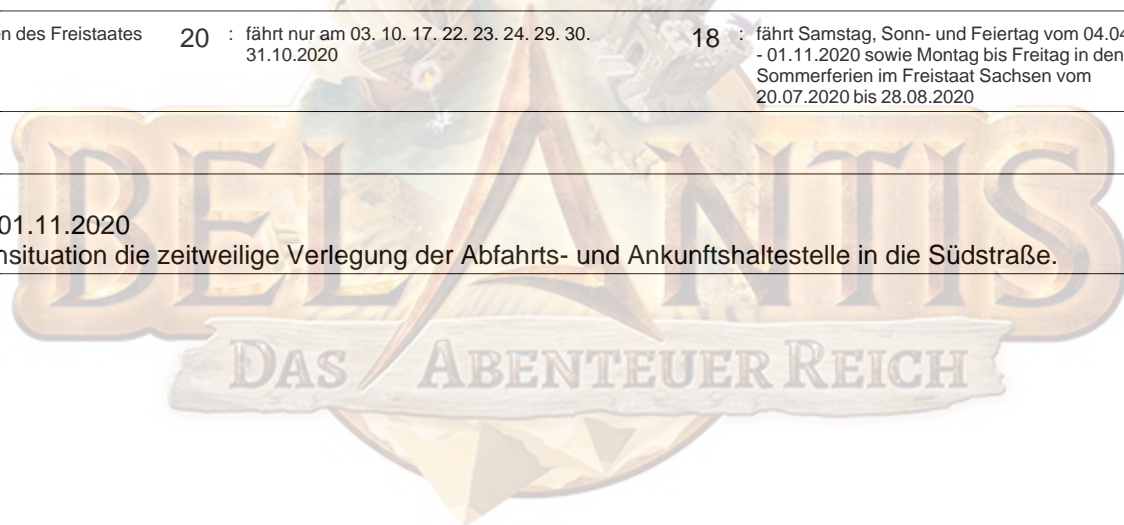 en des Freistaates
20 : fährt nur am 03. 10. 17. 22. 23. 24. 29. 30.
31.10.2020
18 : fährt Samstag, Sonn- und Feiertag vom 04.04
- 01.11.2020 sowie Montag bis Freitag in den
Sommerferien im Freistaat Sachsen vom
20.07.2020 bis 28.08.2020
01.11.2020
nsituation die zeitweilige Verlegung der Abfahrts- und Ankunftshaltestelle in die Südstraße.
BELANTIS
DAS ABENTEUER REICH